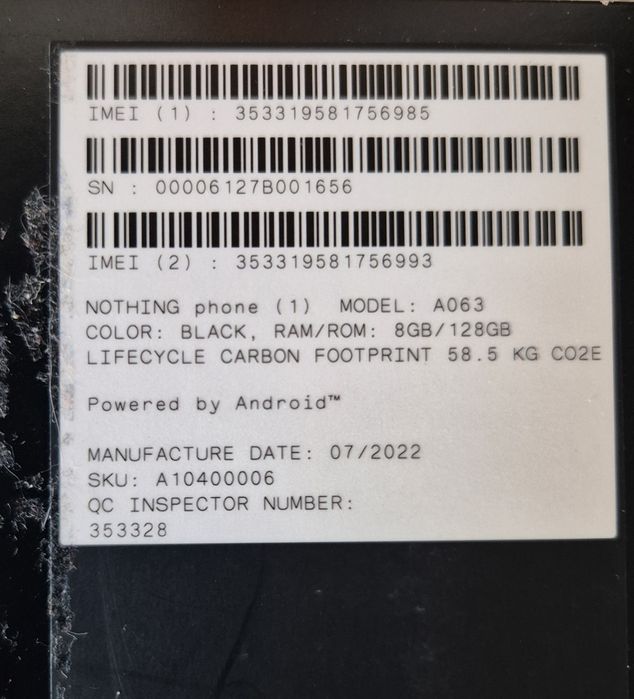 IMEI (1) : 353319581756985
SN : 00006127B001656
IMEI (2) : 353319581756993
NOTHING phone (1) MODEL: A063
COLOR: BLACK, RAM/ROM: 8GB/128GB
LIFECYCLE CARBON FOOTPRINT 58.5 KG CO2E
Powered by Android™
MANUFACTURE DATE: 07/2022
SKU: A10400006
QC INSPECTOR NUMBER:
353328